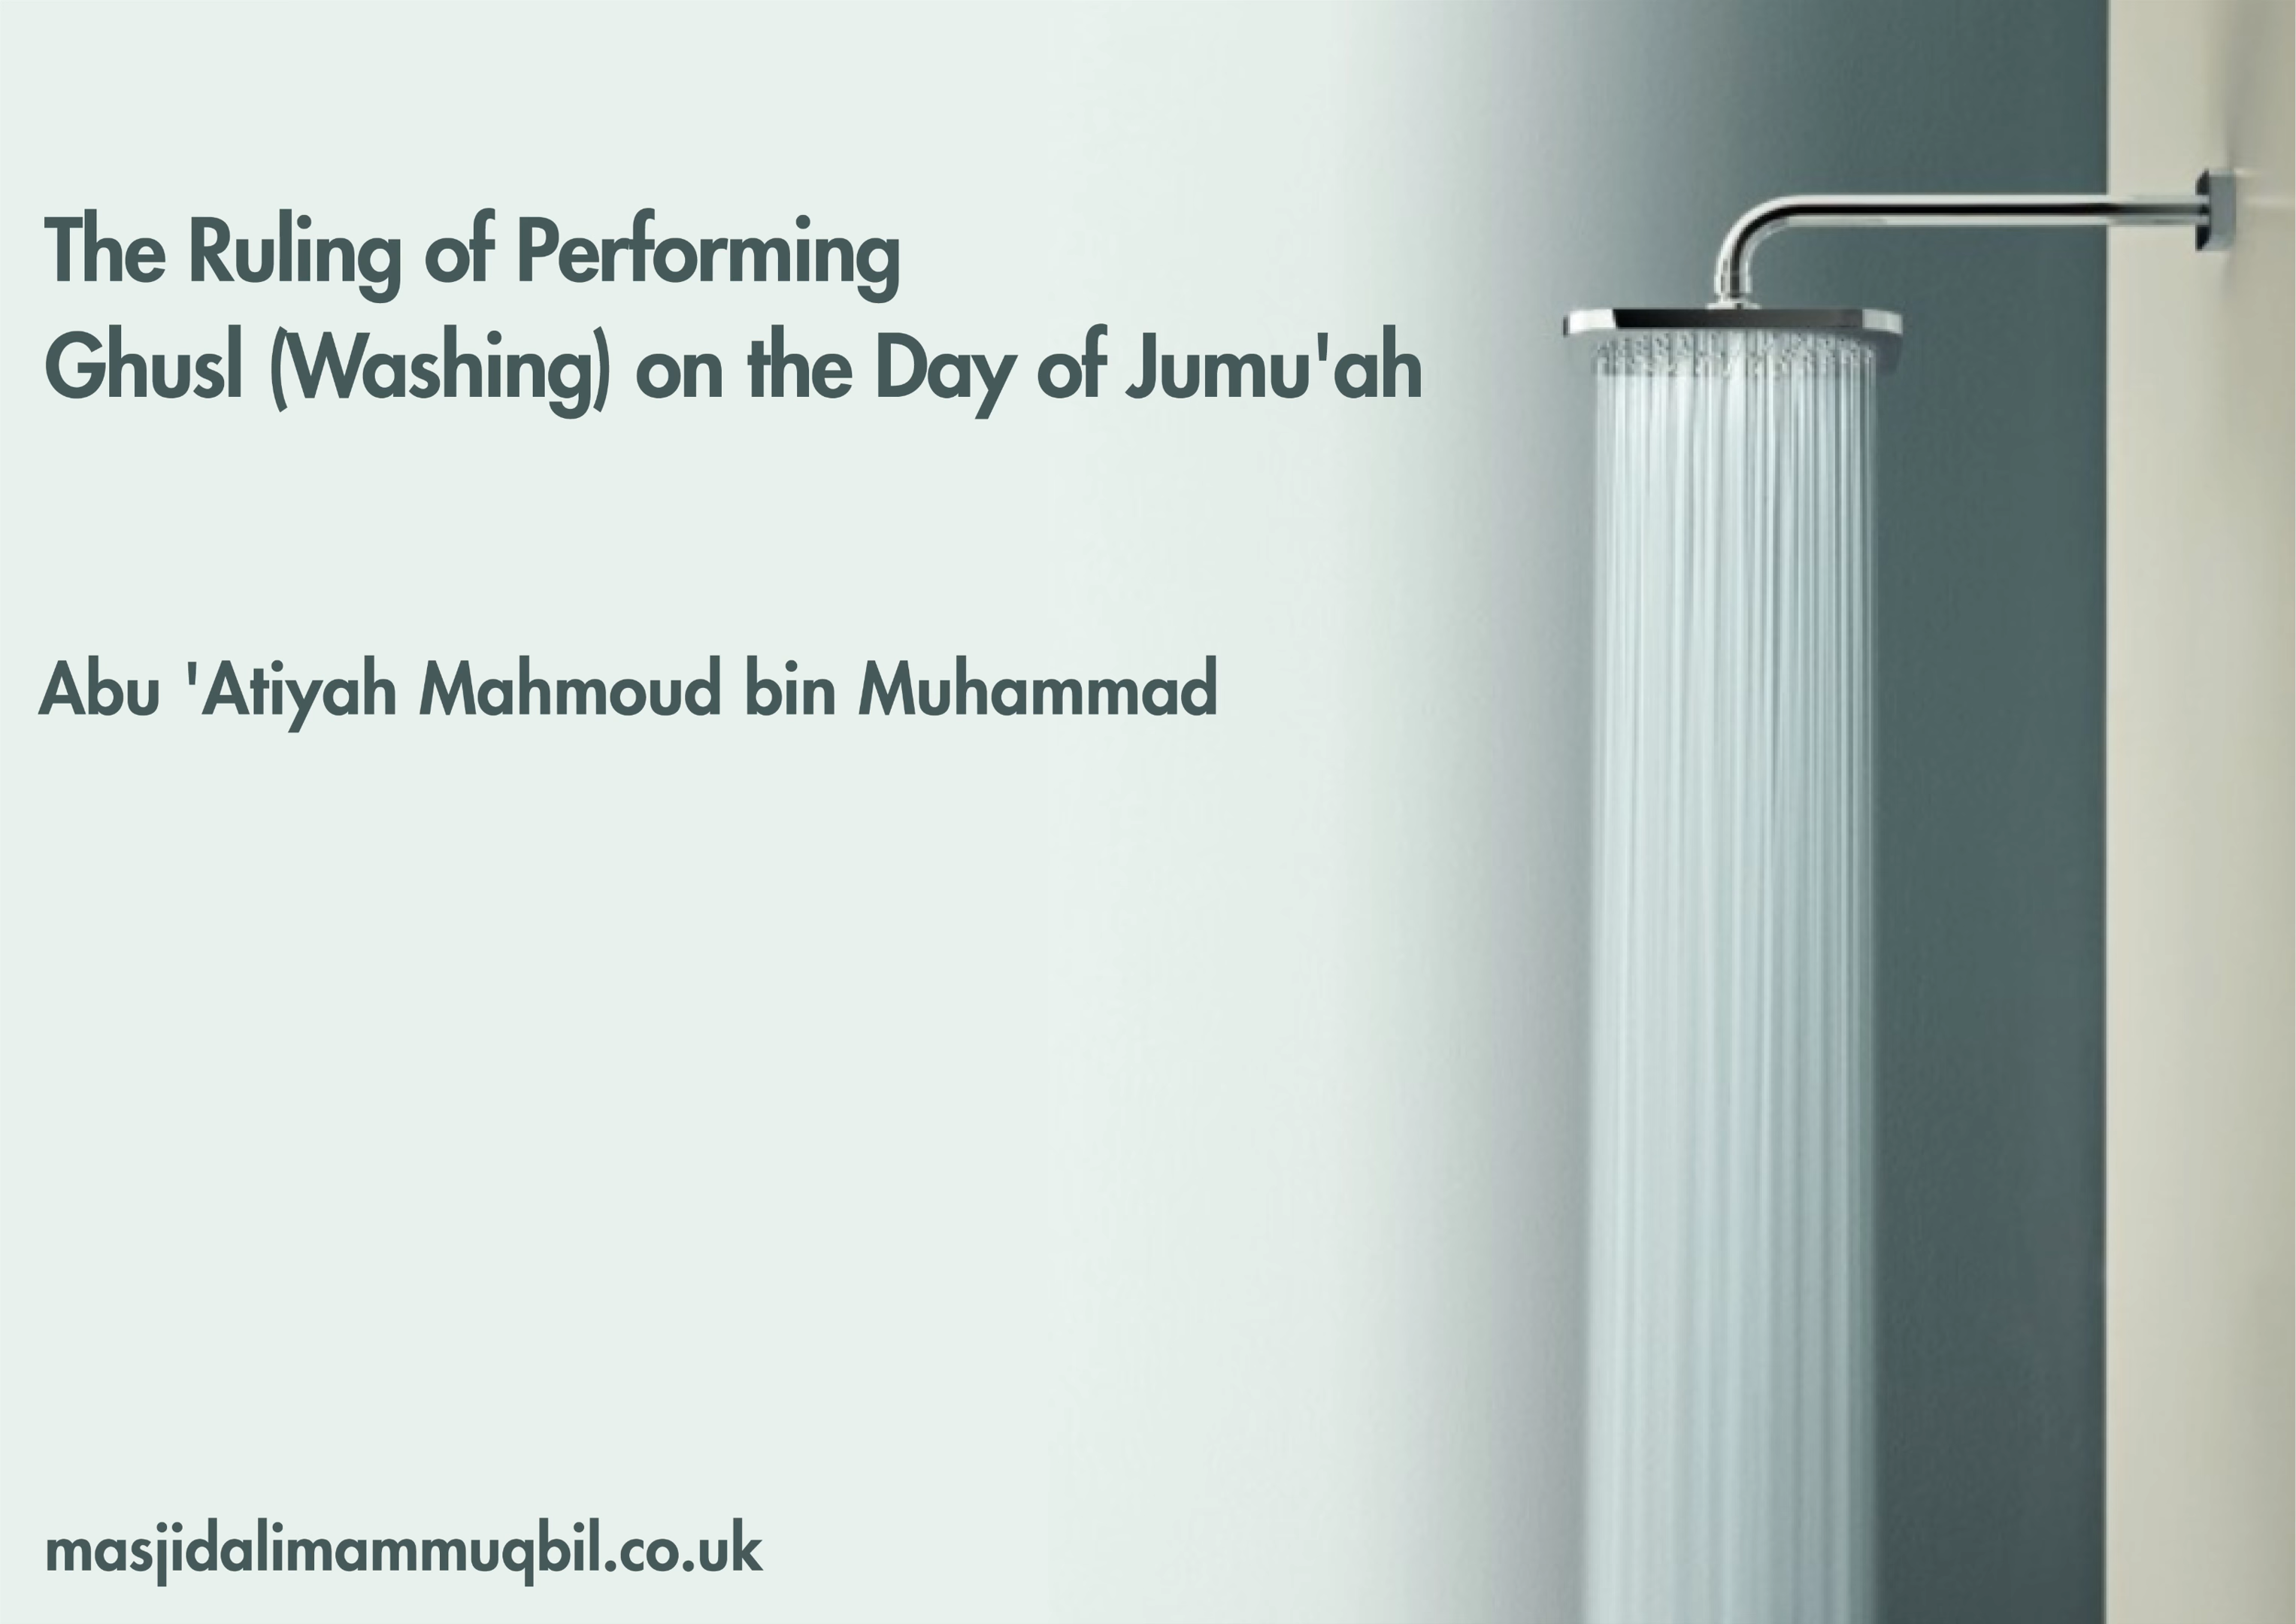 The Ruling of Performing
Ghusl (Washing) on the Day of Jumu'ah
Abu 'Atiyah Mahmoud bin Muhammad
masjidalimammuqbil.co.uk